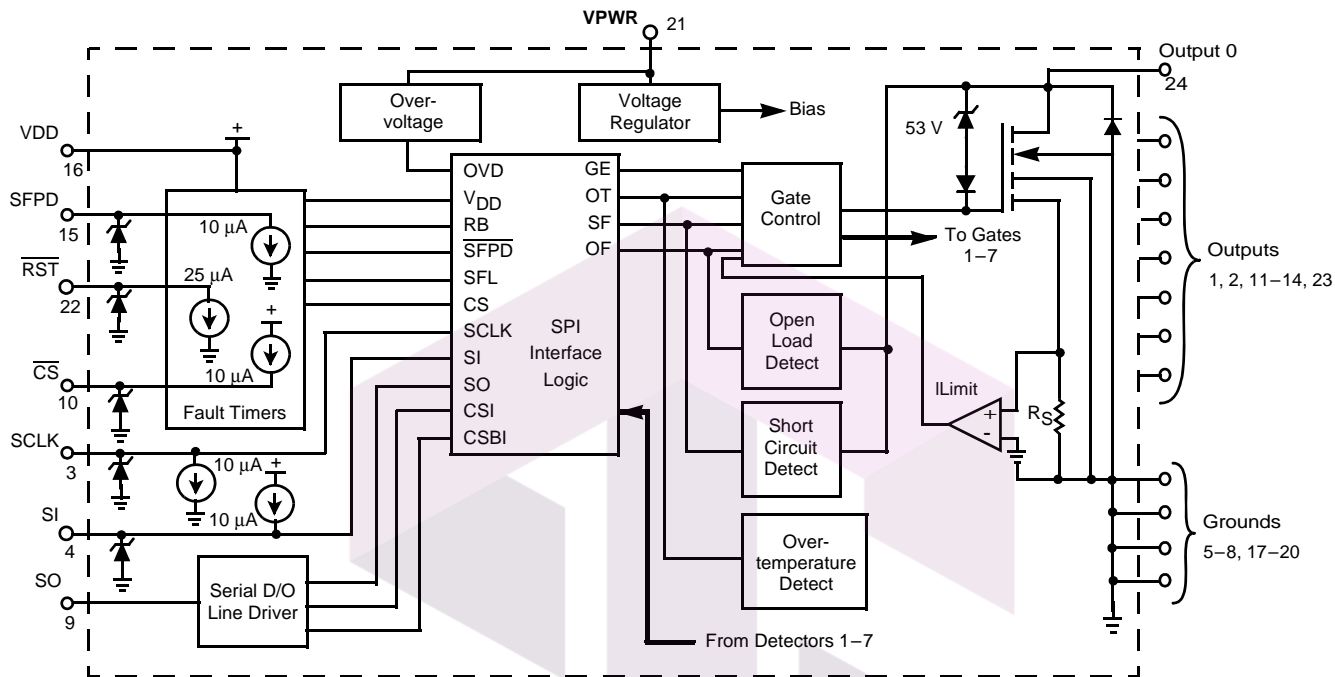 VPWR
21
Output 0
24
Over-
voltage
Voltage
Regulator
Bias
53 V
VDD
16
+
SFPD
15
10 μA
RST
22
25 μA
+
10 μA
CS
10
Fault Timers
SCLK
3
10 μA
+
10 μA
SI
4
SO
9
Serial D/O
Line Driver
OVD
VDD
RB
SFPD
SFL
CS
SCLK
SI
SO
CSI
CSBI
GE
OT
SF
OF
SPI
Interface
Logic
Gate
Control
To Gates
1–7
Open
Load
Detect
ILimit
+
-
RS
Short
Circuit
Detect
Over-
temperature
Detect
From Detectors 1–7
Outputs
1, 2, 11–14, 23
Grounds
5–8, 17–20